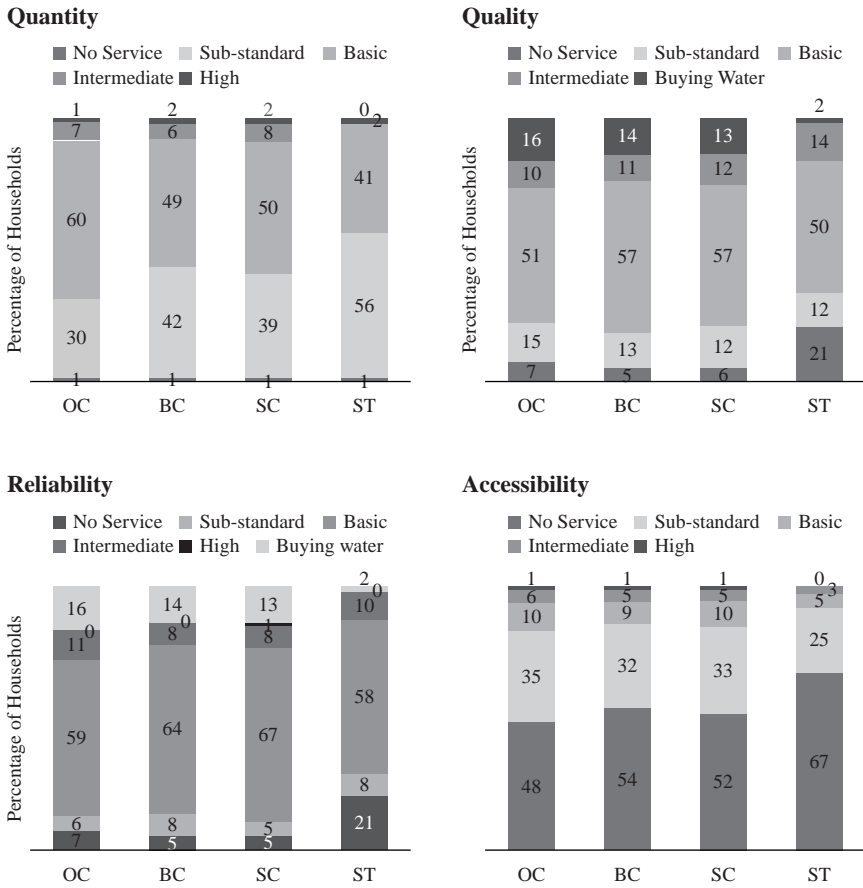 Quantity
No Service Sub-standard Basic
Intermediate High
Percentage of Households
1 2 2 0
7 6 8 2
60 49 50 41
30 42 39 56
1 1 1 1
OC BC SC ST
Quality
No Service Sub-standard Basic
Intermediate Buying Water
Percentage of Households
16 14 13 2
10 11 12 14
51 57 57 50
15 13 12 12
7 5 6 21
OC BC SC ST
Reliability
No Service Sub-standard Basic
Intermediate High Buying water
Percentage of Households
16 14 13 2
0 0 1 0
11 8 8 10
59 64 67 58
6 8 5 8
7 5 5 21
OC BC SC ST
Accessibility
No Service Sub-standard Basic
Intermediate High
1 1 1 0
6 5 5 3
10 9 10 5
35 32 33 25
48 54 52 67
OC BC SC ST